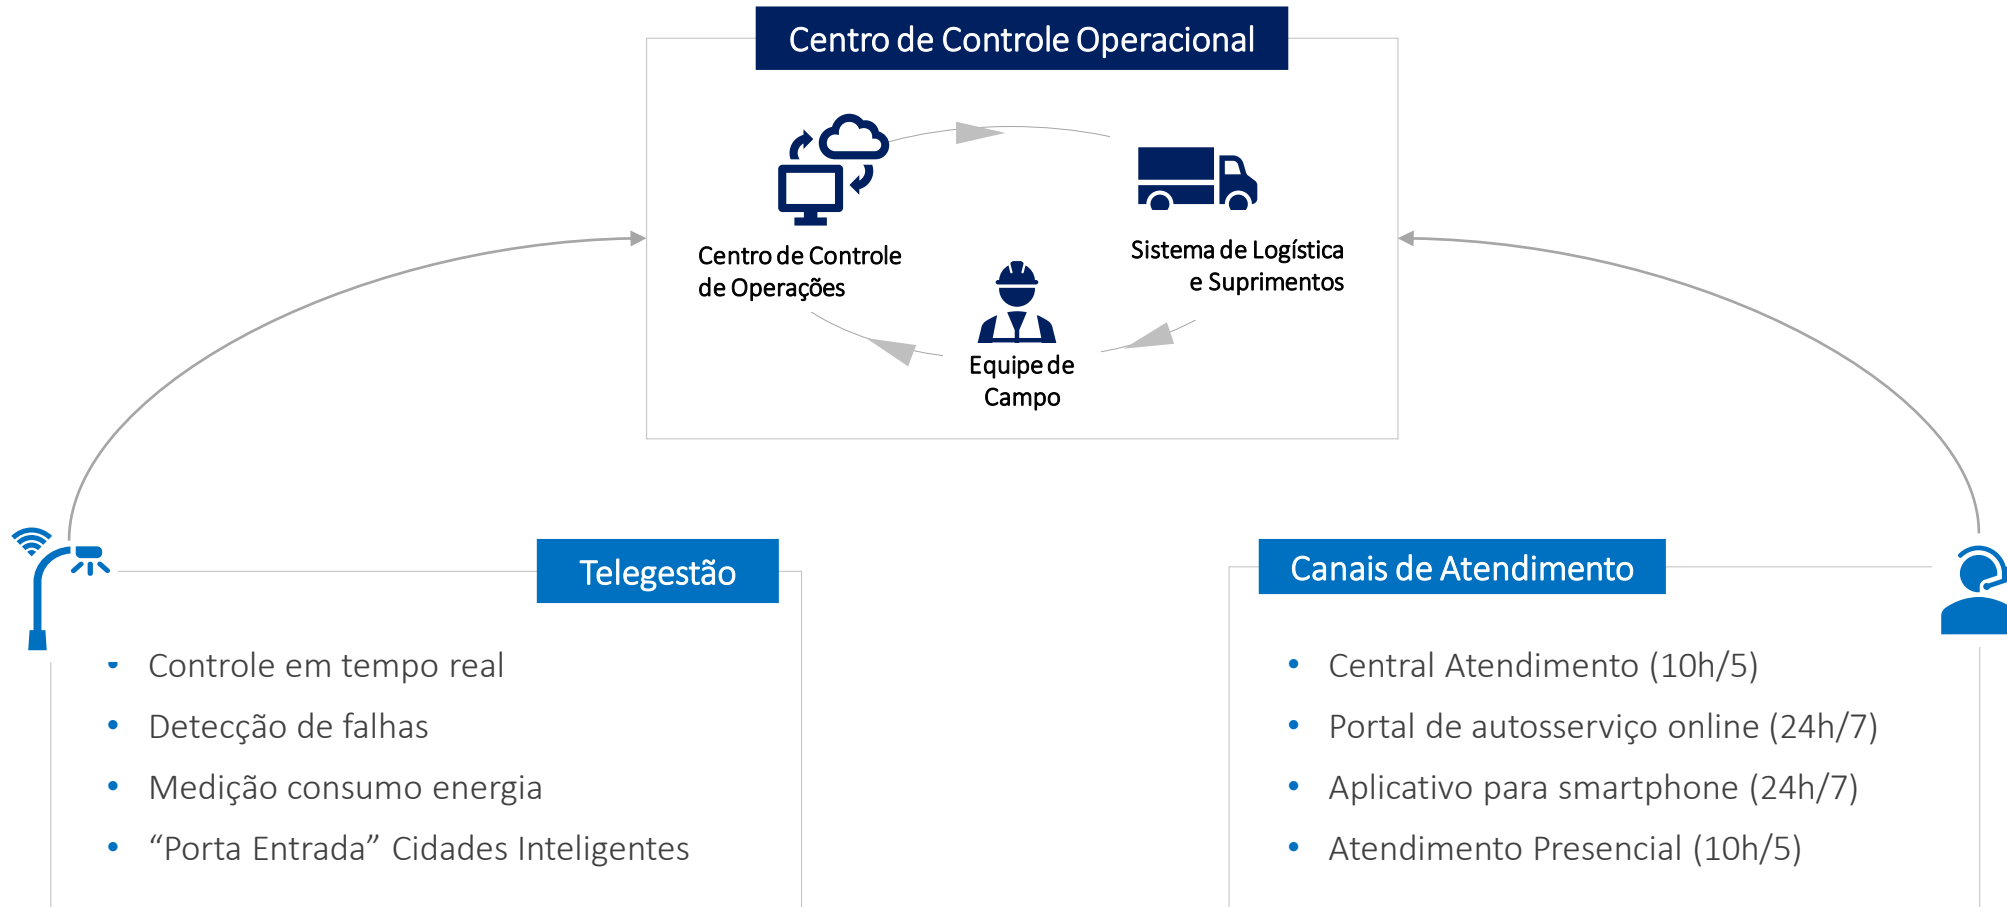 Centro de Controle Operacional
Centro de Controle
de Operações
Sistema de Logística
e Suprimentos
Equipe de
Campo
Telegestão
• Controle em tempo real
• Detecção de falhas
• Medição consumo energia
• “Porta Entrada” Cidades Inteligentes
Canais de Atendimento
• Central Atendimento (10h/5)
• Portal de autosserviço online (24h/7)
• Aplicativo para smartphone (24h/7)
• Atendimento Presencial (10h/5)